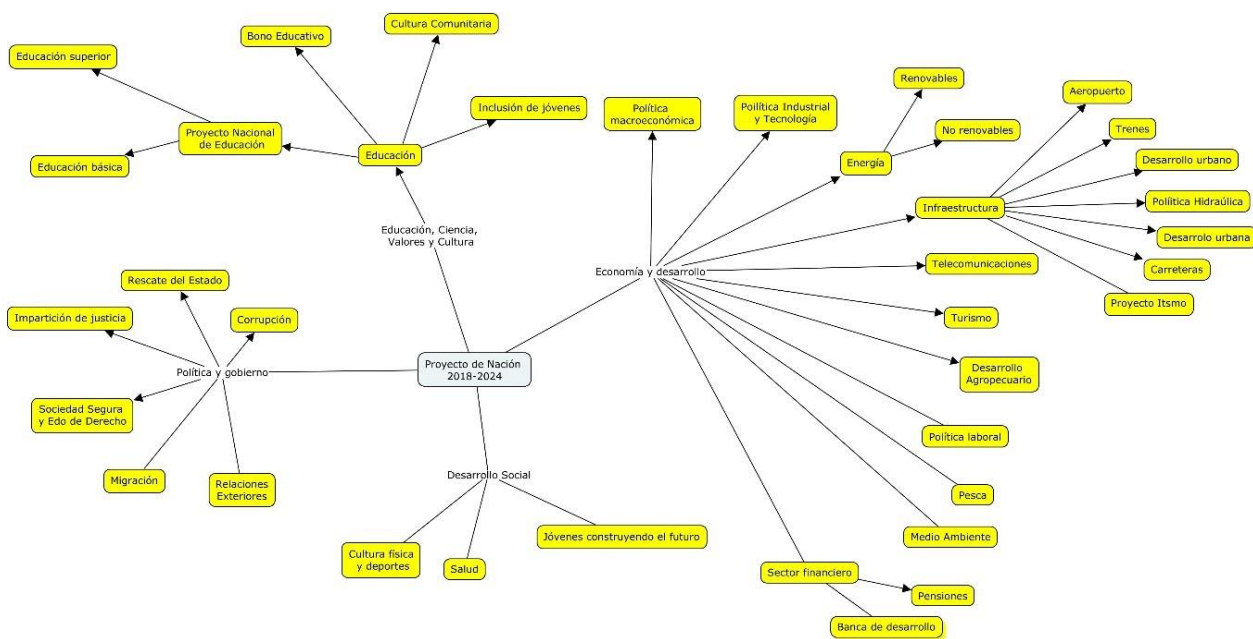 Cultura Comunitaria
Bono Educativo
Educación superior
Inclusión de jóvenes
Proyecto Nacional
de Educación
Educación
Educación básica
Educación, Ciencia,
Valores y Cultura
Política
macroeconómica
Poilítica Industrial
y Tecnología
Renovables
No renovables
Energía
Aeropuerto
Trenes
Desarrollo urbano
Políitica Hidraúlica
Infraestructura
Desarrolo urbana
Carreteras
Proyecto Itsmo
Economía y desarrollo
Telecomunicaciones
Turismo
Desarrollo
Agropecuario
Política laboral
Pesca
Medio Ambiente
Sector financiero
Pensiones
Banca de desarrollo
Rescate del Estado
Impartición de justicia
Corrupción
Política y gobierno
Proyecto de Nación
2018-2024
Sociedad Segura
y Edo de Derecho
Migración
Relaciones
Exteriores
Desarrollo Social
Jóvenes construyendo el futuro
Cultura física
y deportes
Salud